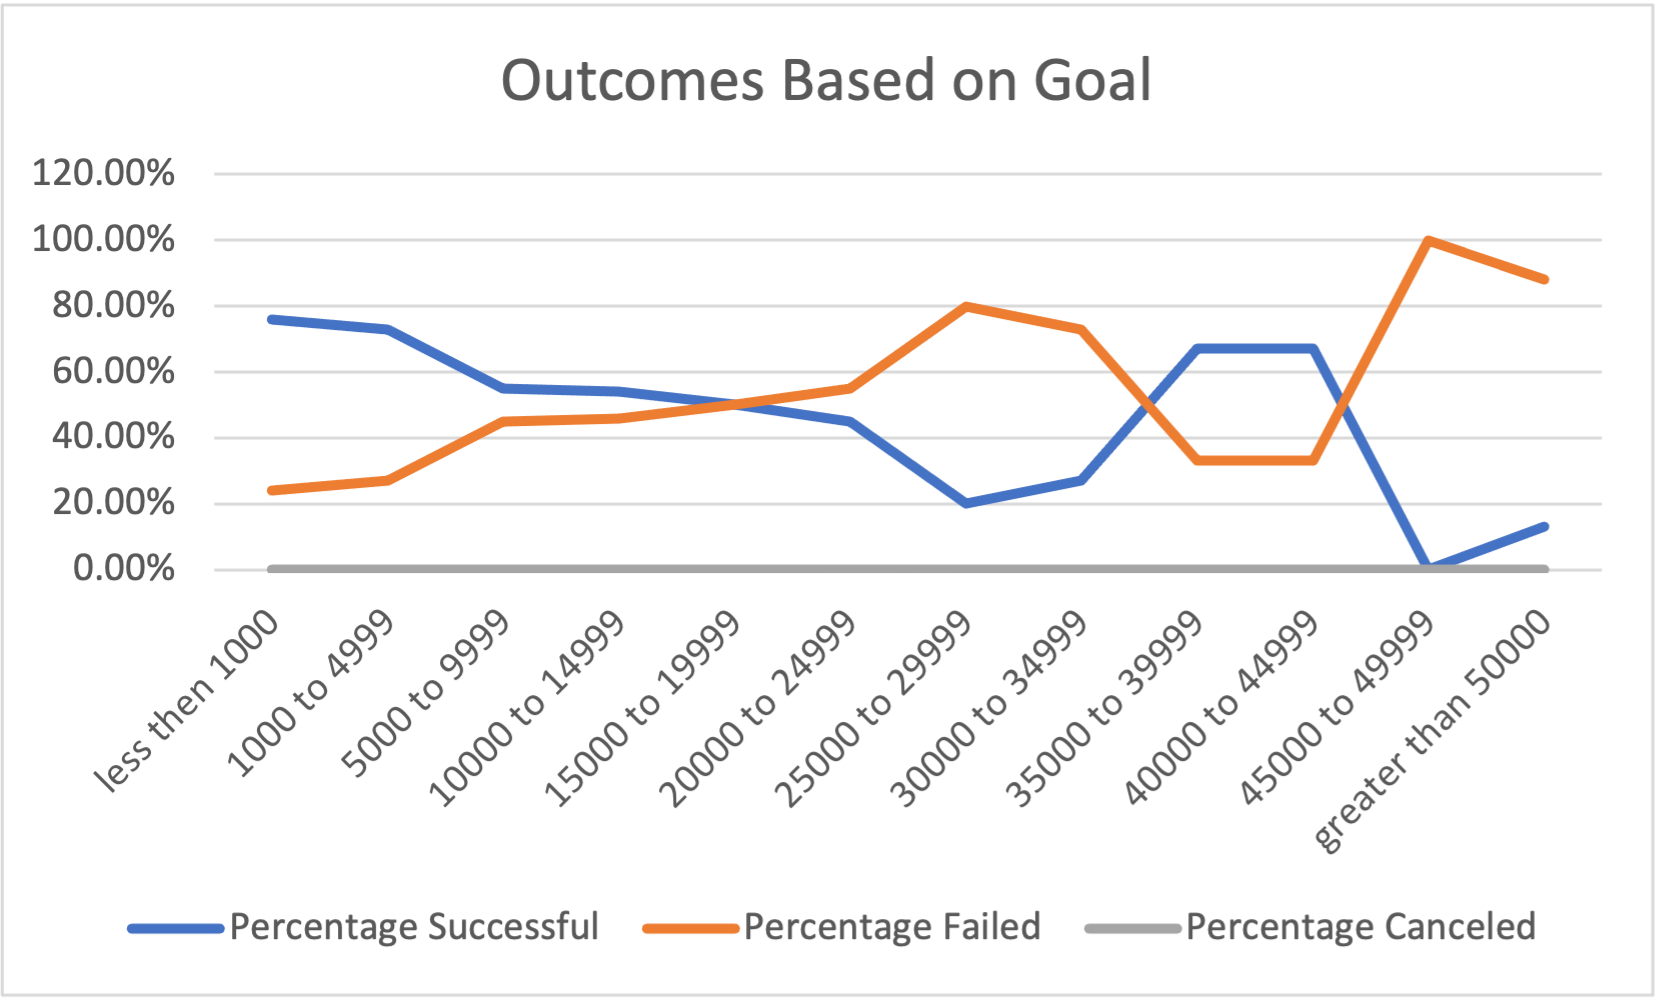 Outcomes Based on Goal
120.00%
100.00%
80.00%
60.00%
40.00%
20.00%
0.00%
less then 1000
1000 to 4999
5000 to 9999
10000 to 14999
15000 to 19999
20000 to 24999
25000 to 29999
30000 to 34999
35000 to 39999
40000 to 44999
45000 to 49999
greater than 50000
Percentage Successful
Percentage Failed
Percentage Canceled